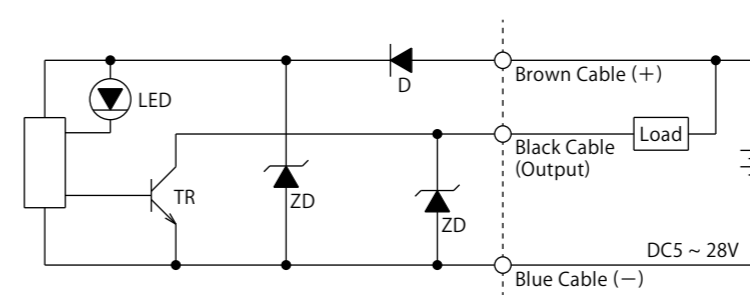 D
Brown Cable (+)
LED
Load
Black Cable
(Output)
TR
ZD
ZD
DC5 ~ 28V
Blue Cable (−)